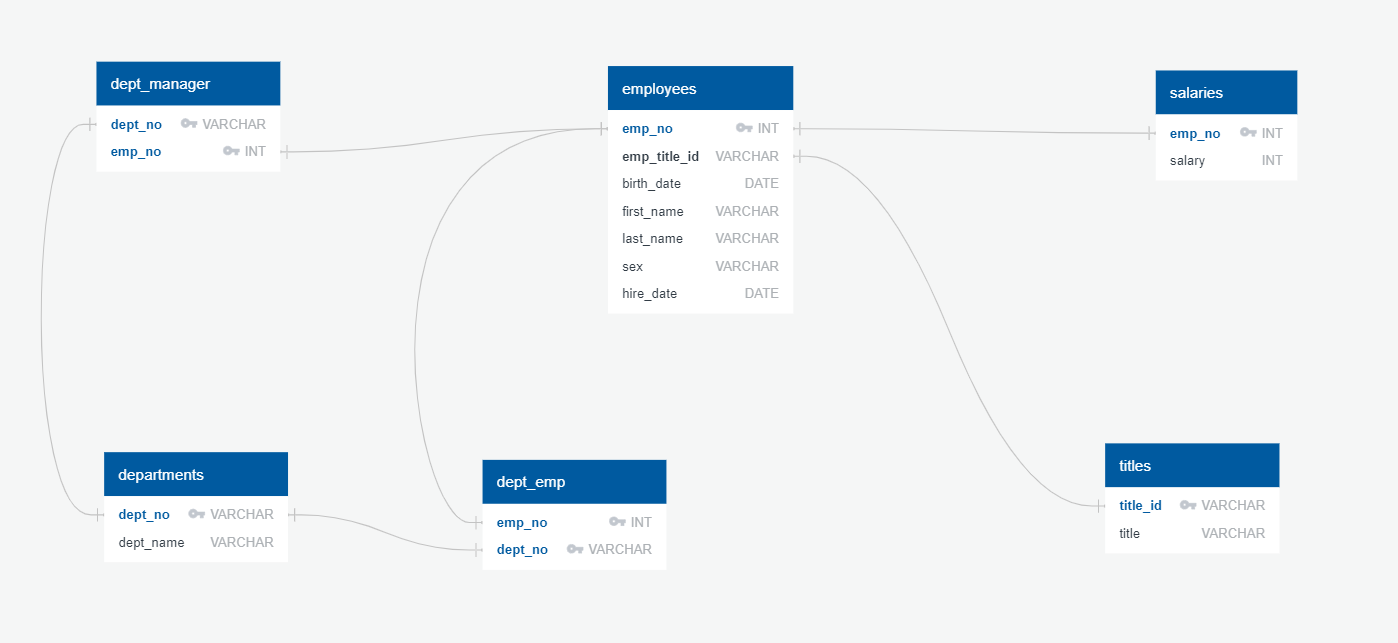 dept_manager
dept_no VARCHAR
emp_no INT
employees
emp_no INT
emp_title_id VARCHAR
birth_date DATE
first_name VARCHAR
last_name VARCHAR
sex VARCHAR
hire_date DATE
salaries
emp_no INT
salary INT
departments
dept_no VARCHAR
dept_name VARCHAR
dept_emp
emp_no INT
dept_no VARCHAR
titles
title_id VARCHAR
title VARCHAR